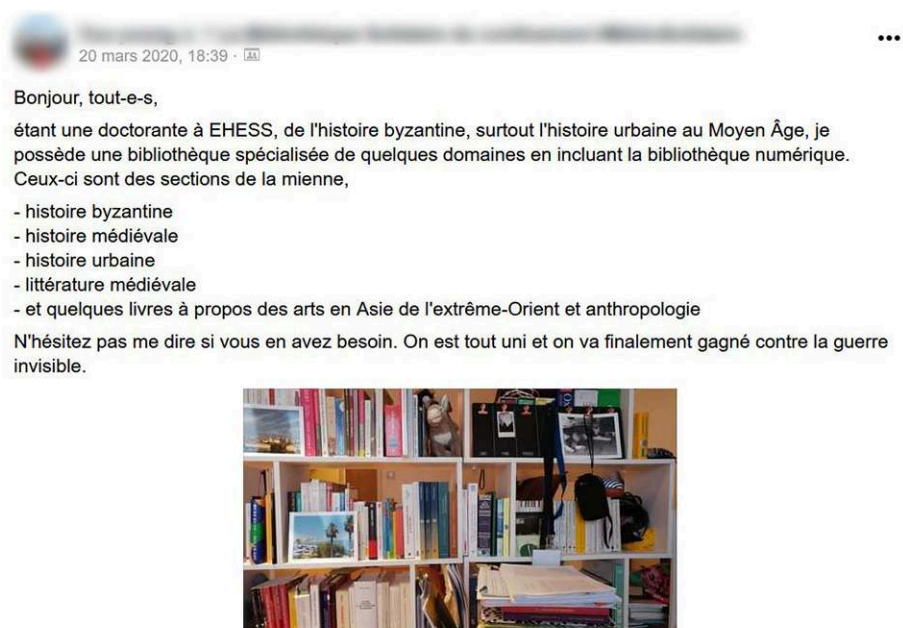 20 mars 2020, 18:39 ·
•••
Bonjour, tout-e-s,
étant une doctorante à EHESS, de l'histoire byzantine, surtout l'histoire urbaine au Moyen Âge, je
possède une bibliothèque spécialisée de quelques domaines en incluant la bibliothèque numérique.
Ceux-ci sont des sections de la mienne,
- histoire byzantine
- histoire médiévale
- histoire urbaine
- littérature médiévale
- et quelques livres à propos des arts en Asie de l'extrême-Orient et anthropologie
N'hésitez pas me dire si vous en avez besoin. On est tout uni et on va finalement gagné contre la guerre
invisible.